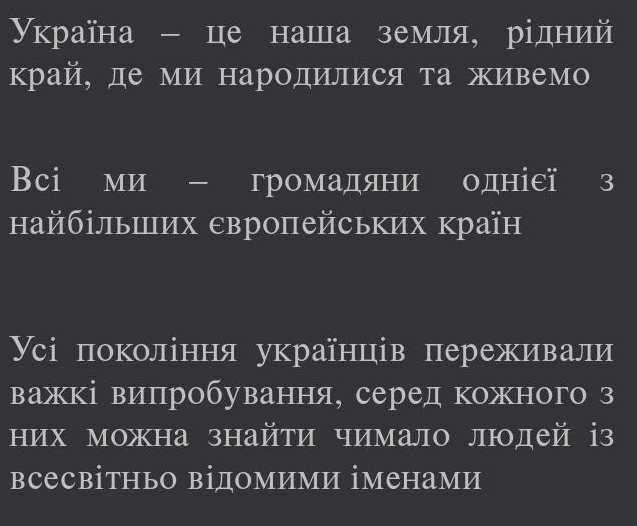 Україна – це наша земля, рідний
край, де ми народилися та живемо
Всі ми – громадяни однієї з
найбільших європейських країн
Усі покоління українців переживали
важкі випробування, серед кожного з
них можна знайти чимало людей із
всесвітньо відомими іменами